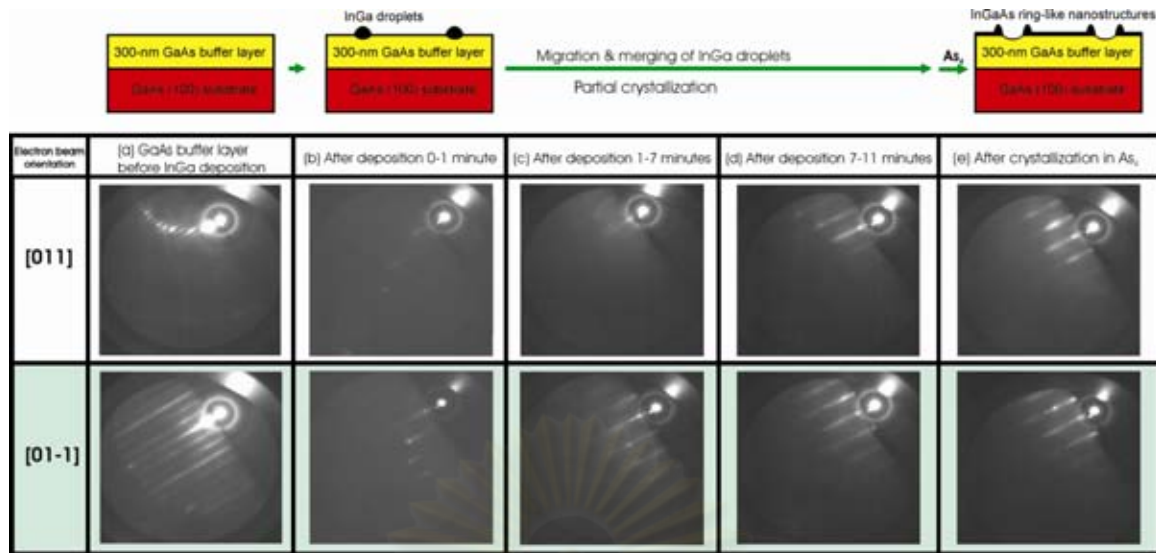 InGa droplets
InGaAs ring-like nanostructures
300-nm GaAs buffer layer
300-nm GaAs buffer layer
Migration & merging of InGa droplets
As₄
300-nm GaAs buffer layer
GaAs (100) substrate
GaAs (100) substrate
Partial crystallization
GaAs (100) substrate
Electron beam
orientation
(a) GaAs buffer layer
before InGa deposition
(b) After deposition 0-1 minute
(c) After deposition 1-7 minutes
(d) After deposition 7-11 minutes
(e) After crystallization in As₄
[011]
[01-1]